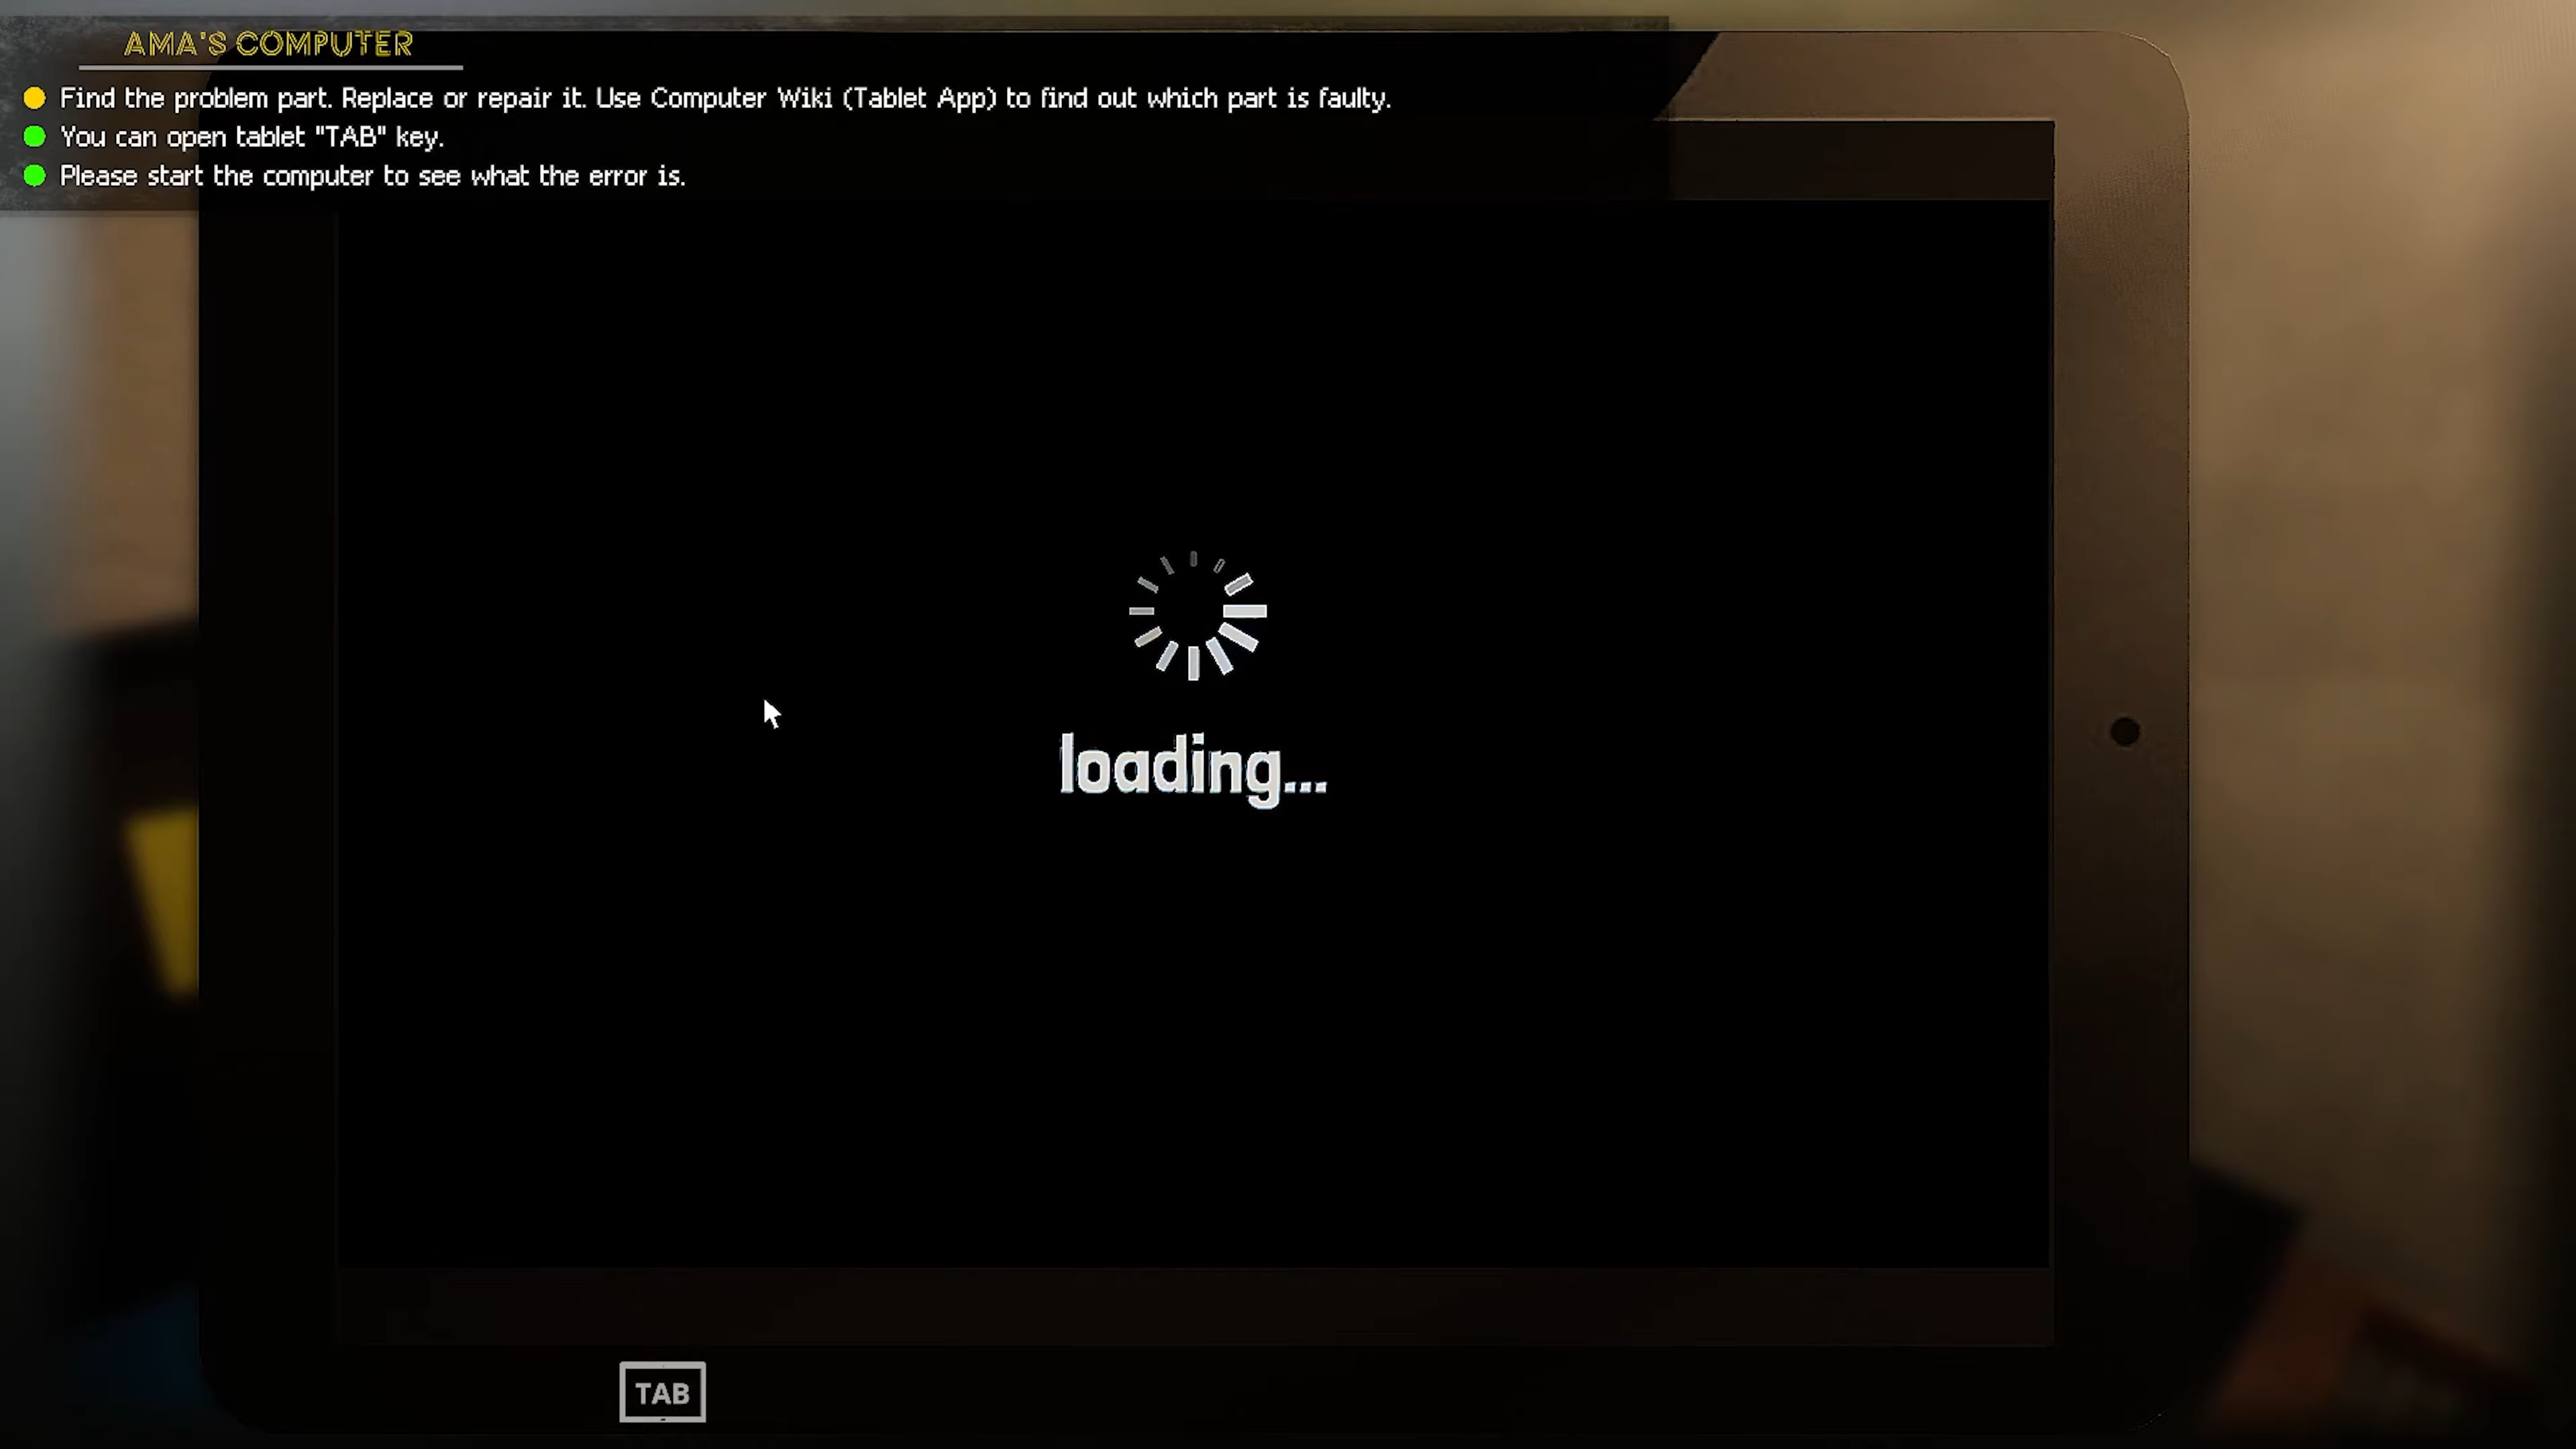 AMA'S COMPUTER
Find the problem part. Replace or repair it. Use Computer Wiki (Tablet App) to find out which part is faulty.
You can open tablet "TAB" key.
Please start the computer to see what the error is.
loading...
TAB